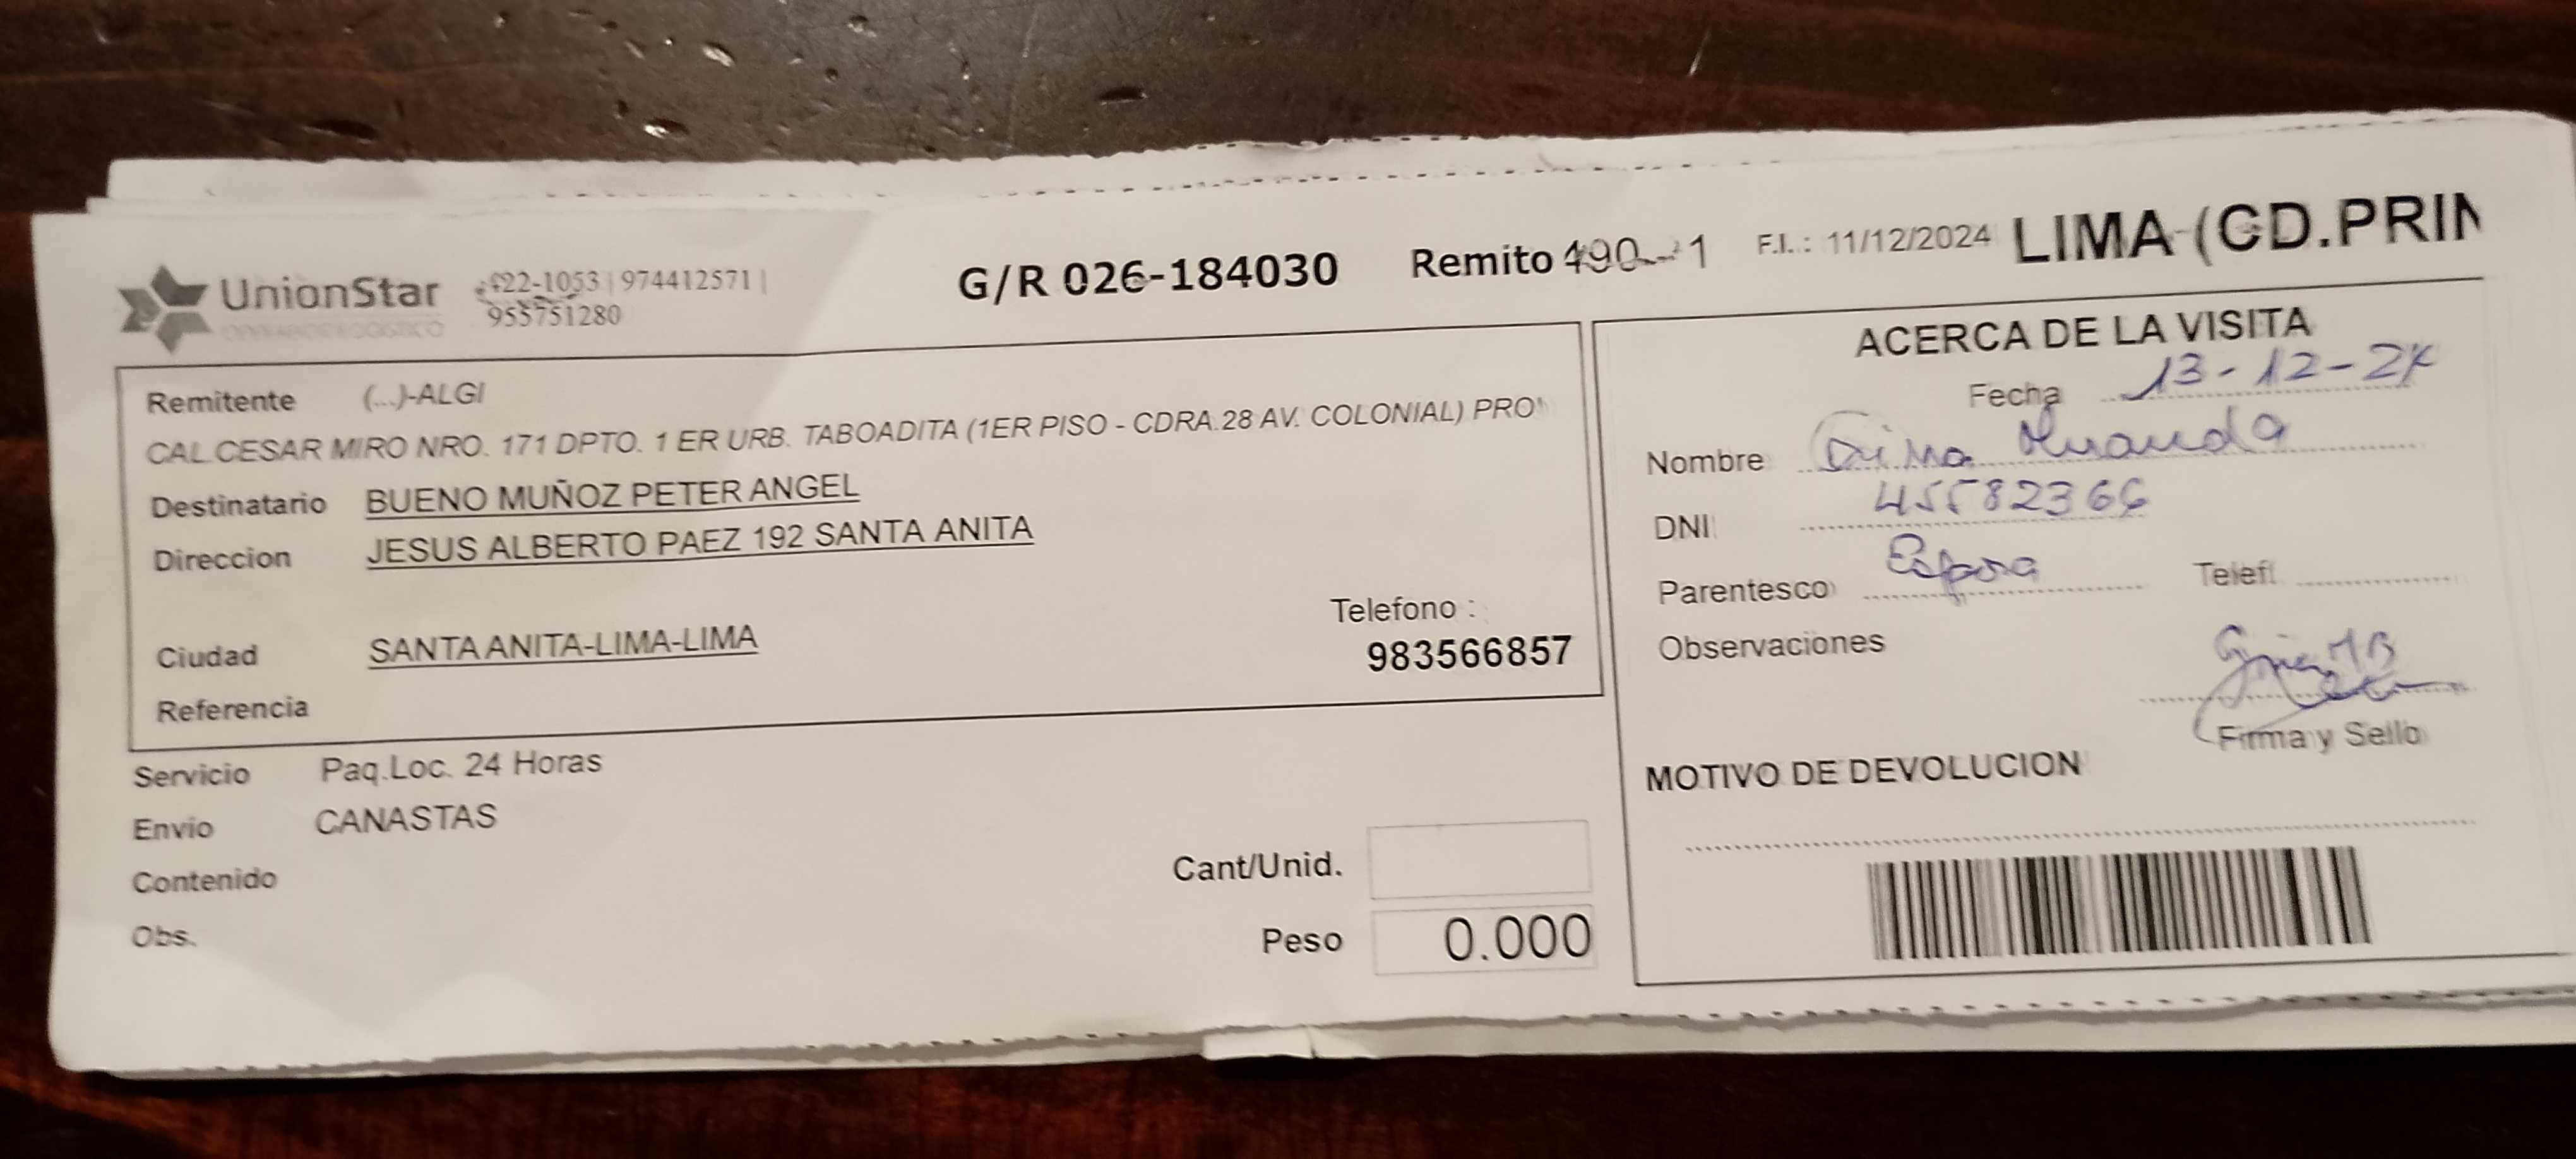 UnionStar
OPERADOR LOGISTICO
422-1053 | 974412571 |
955751280
G/R 026-184030
Remito 490--1
F.I. : 11/12/2024
LIMA (CD.PRIN
Remitente (...)-ALGI
CAL.CESAR MIRO NRO. 171 DPTO. 1 ER URB. TABOADITA (1ER PISO - CDRA.28 AV. COLONIAL) PRO
Destinatario BUENO MUÑOZ PETER ANGEL
Direccion JESUS ALBERTO PAEZ 192 SANTA ANITA
Telefono :
Ciudad SANTA ANITA-LIMA-LIMA
983566857
Referencia
Servicio Paq.Loc. 24 Horas
Envio CANASTAS
Contenido
Cant/Unid.
Obs.
Peso 0.000
ACERCA DE LA VISITA
Fecha 13-12-24
Nombre
DNI 45582366
Parentesco Esposa Telef.
Observaciones
Firma y Sello
MOTIVO DE DEVOLUCION